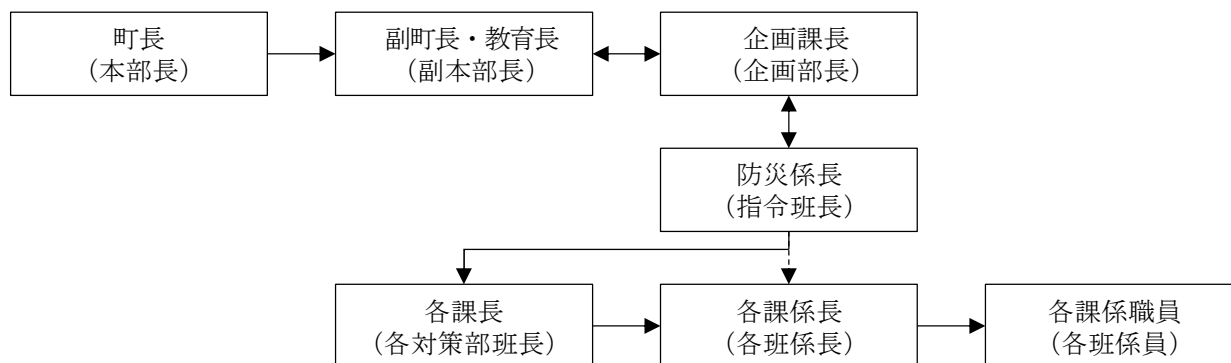 町長
（本部長）
副町長・教育長
（副本部長）
企画課長
（企画部長）
防災係長
（指令班長）
各課長
（各対策部班長）
各課係長
（各班係長）
各課係職員
（各班係員）